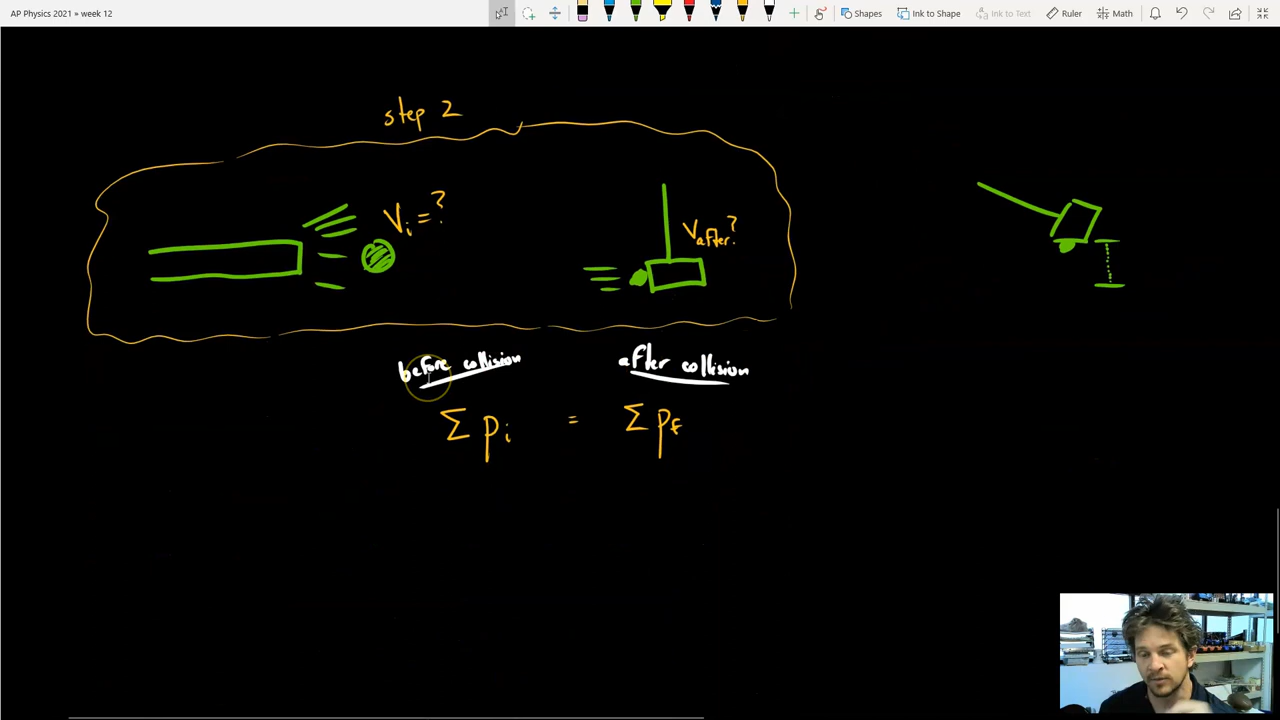 AP Physics 2021 » week 12
Shapes Ink to Shape Ink to Text Ruler Math
step 2
Vi = ?
Vafter?
before collision after collision
Σ pi = Σ pf